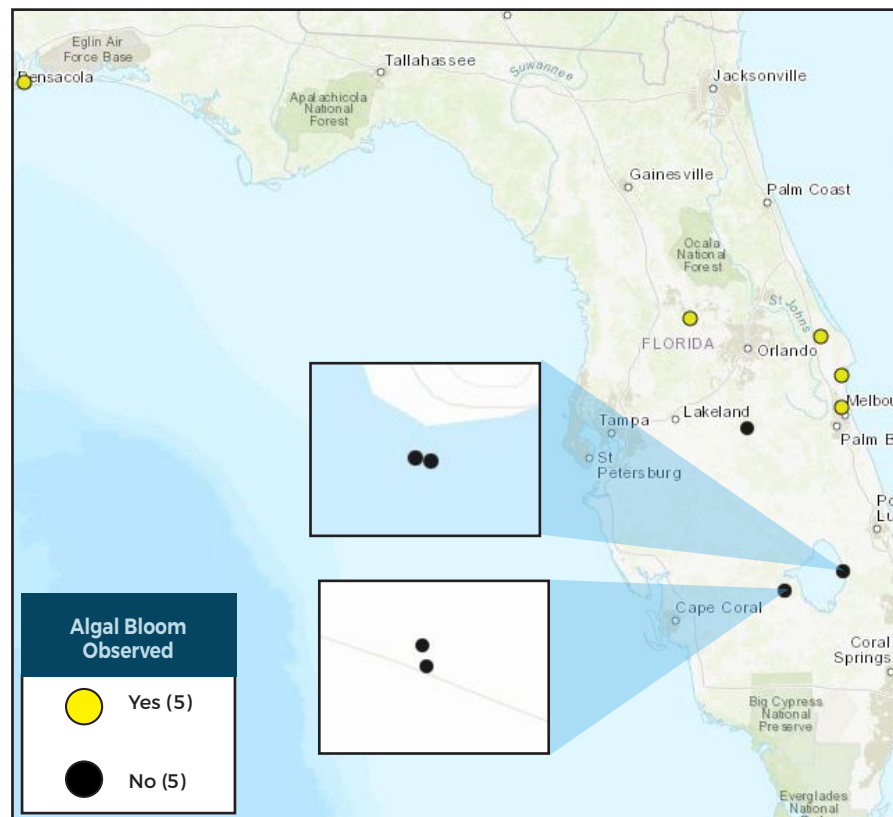 Eglin Air
Force Base
Pensacola
Tallahassee
Apalachicola
National
Forest
Suwannee
Jacksonville
Gainesville
Palm Coast
Ocala
National
Forest
St Johns
FLORIDA
Orlando
Melbou
Palm B
Lakeland
Tampa
St
Petersburg
Po
Lu
Cape Coral
Coral
Springs
Big Cypress
National
Preserve
Everglades
National
Algal Bloom
Observed
Yes (5)
No (5)